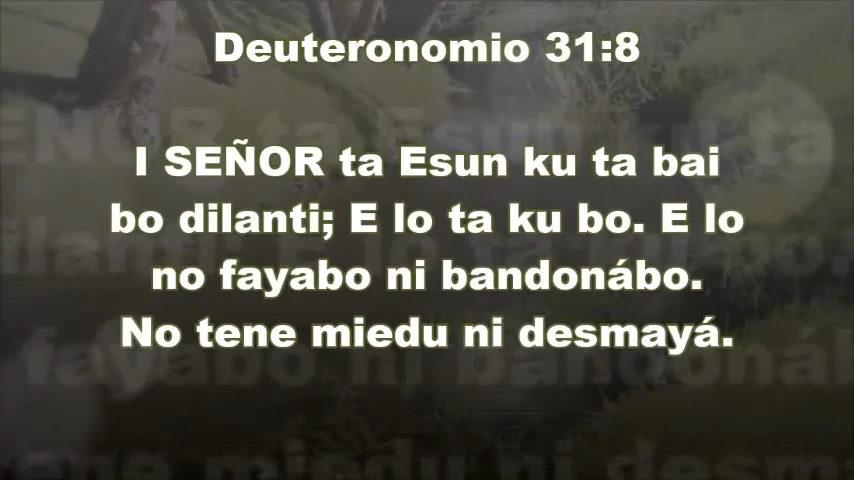 Deuteronomio 31:8
I SEÑOR ta Esun ku ta bai
bo dilanti; E lo ta ku bo. E lo
no fayabo ni bandonábo.
No tene miedu ni desmayá.